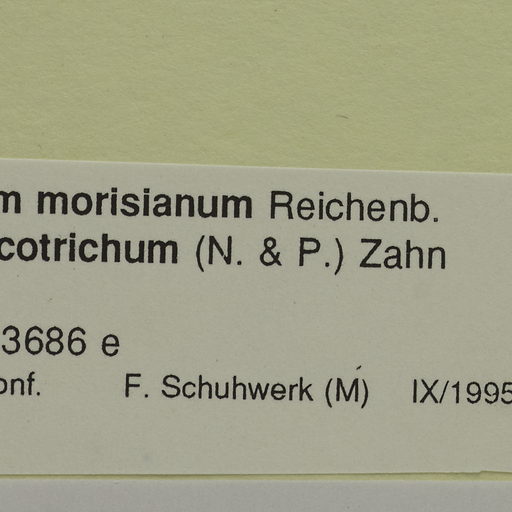 m morisianum Reichenb.
cotrichum (N. & P.) Zahn
3686 e
onf. F. Schuhwerk (M) IX/1995